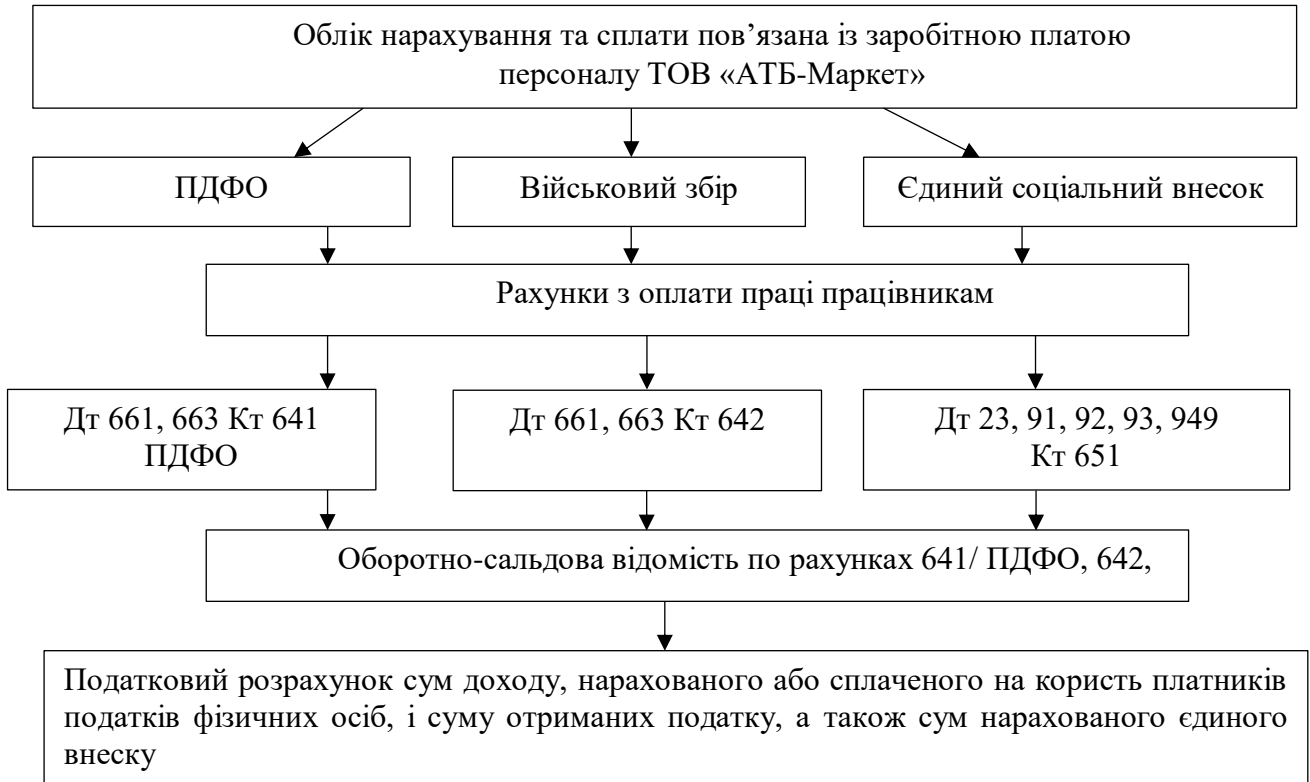 Облік нарахування та сплати пов’язана із заробітною платою
персоналу ТОВ «АТБ-Маркет»
ПДФО
Військовий збір
Єдиний соціальний внесок
Рахунки з оплати праці працівникам
Дт 661, 663 Кт 641
ПДФО
Дт 661, 663 Кт 642
Дт 23, 91, 92, 93, 949
Кт 651
Оборотно-сальдова відомість по рахунках 641/ ПДФО, 642,
Податковий розрахунок сум доходу, нарахованого або сплаченого на користь платників
податків фізичних осіб, і суму отриманих податку, а також сум нарахованого єдиного
внеску